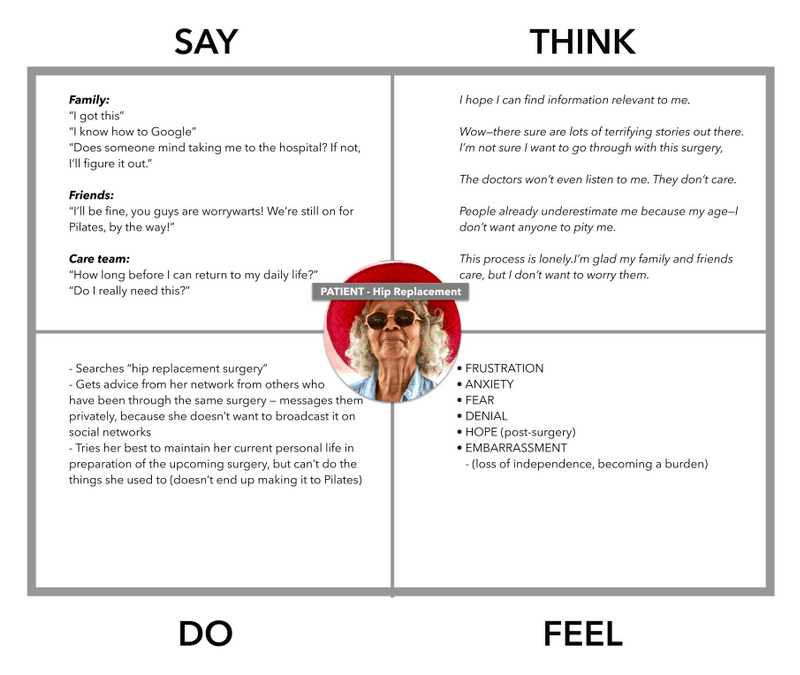 SAY
THINK
Family:
“I got this”
“I know how to Google”
“Does someone mind taking me to the hospital? If not,
I’ll figure it out.”
Friends:
“I’ll be fine, you guys are worrywarts! We’re still on for
Pilates, by the way!”
Care team:
“How long before I can return to my daily life?”
“Do I really need this?”
I hope I can find information relevant to me.
Wow—there sure are lots of terrifying stories out there.
I’m not sure I want to go through with this surgery,
The doctors won’t even listen to me. They don’t care.
People already underestimate me because my age—I
don’t want anyone to pity me.
This process is lonely.I’m glad my family and friends
care, but I don’t want to worry them.
PATIENT - Hip Replacement
- Searches “hip replacement surgery”
- Gets advice from her network from others who
have been through the same surgery — messages them
privately, because she doesn’t want to broadcast it on
social networks
- Tries her best to maintain her current personal life in
preparation of the upcoming surgery, but can’t do the
things she used to (doesn’t end up making it to Pilates)
• FRUSTRATION
• ANXIETY
• FEAR
• DENIAL
• HOPE (post-surgery)
• EMBARRASSMENT
- (loss of independence, becoming a burden)
DO
FEEL